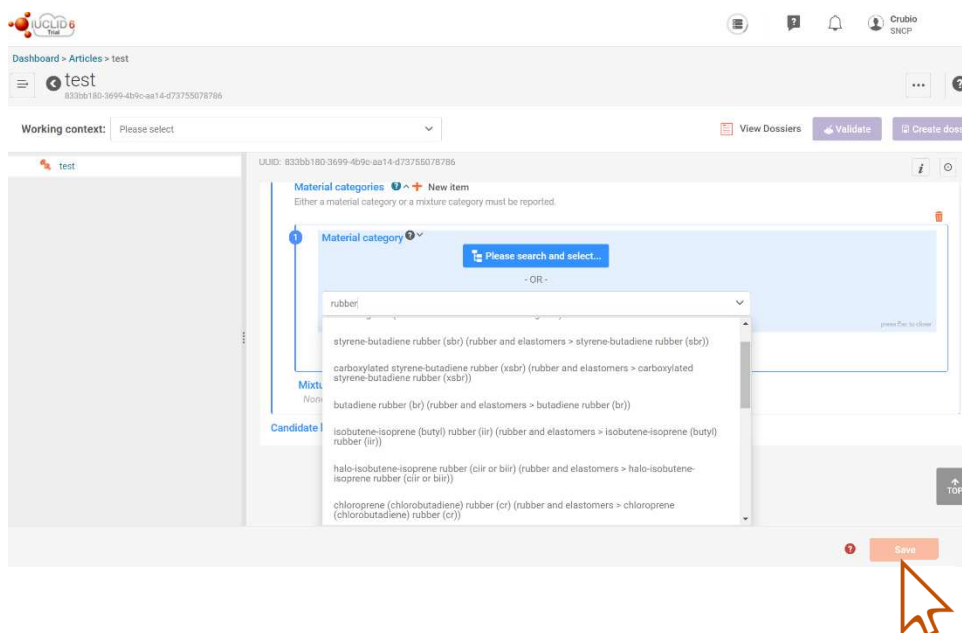 IUCLID 6
Trial
Crubio
SNCP
Dashboard > Articles > test
test
833bb180-3699-4b9c-aa14-d73755078786
Working context:
Please select
View Dossiers
Validate
Create doss
test
UUID: 833bb180-3699-4b9c-aa14-d73755078786
Material categories
New item
Either a material category or a mixture category must be reported.
1
Material category
Please search and select...
- OR -
rubber
press Esc to close
styrene-butadiene rubber (sbr) (rubber and elastomers > styrene-butadiene rubber (sbr))
carboxylated styrene-butadiene rubber (xsbr) (rubber and elastomers > carboxylated
styrene-butadiene rubber (xsbr))
Mixtu
butadiene rubber (br) (rubber and elastomers > butadiene rubber (br))
Non
isobutene-isoprene (butyl) rubber (iir) (rubber and elastomers > isobutene-isoprene (butyl)
rubber (iir))
Candidate l
halo-isobutene-isoprene rubber (ciir or biir) (rubber and elastomers > halo-isobutene-
isoprene rubber (ciir or biir))
TOP
chloroprene (chlorobutadiene) rubber (cr) (rubber and elastomers > chloroprene
(chlorobutadiene) rubber (cr))
Save